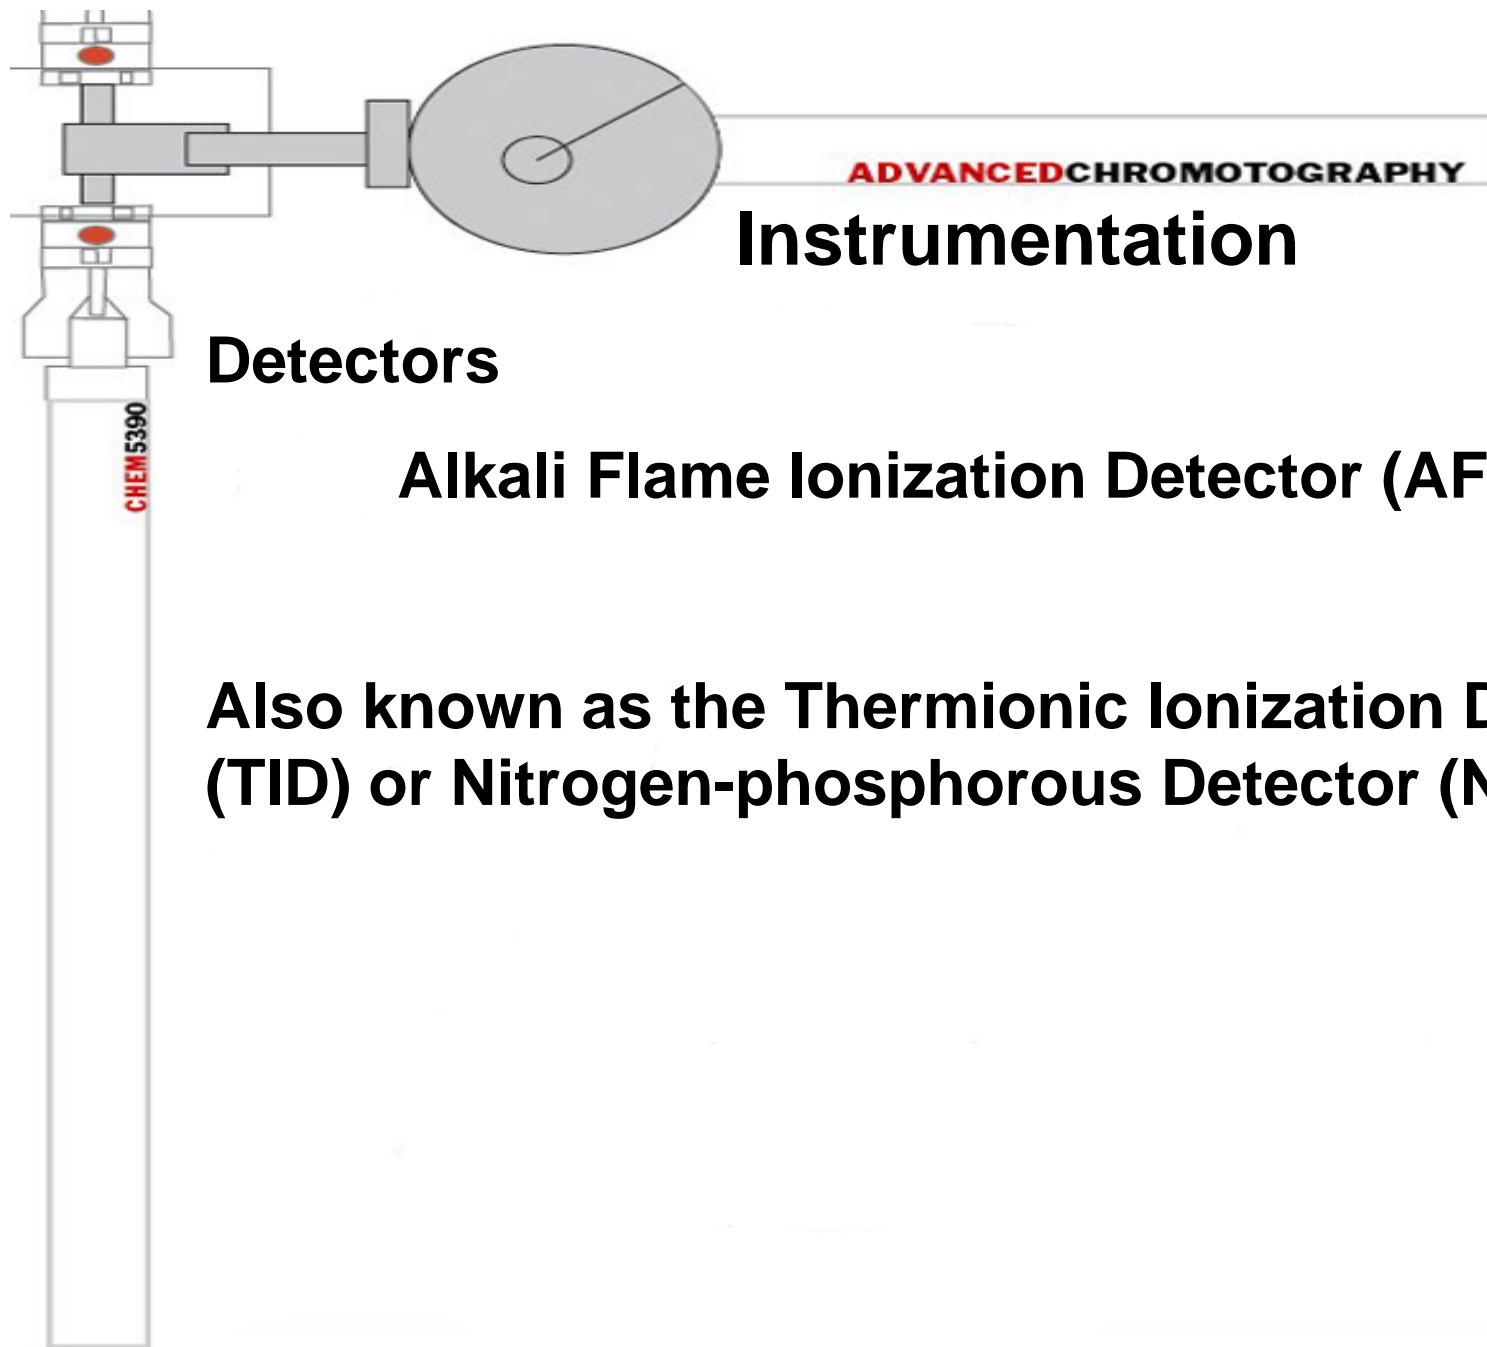 ADVANCEDCHROMOTOGRAPHY
Instrumentation
Detectors
CHEM5390
Alkali Flame Ionization Detector (AF
Also known as the Thermionic Ionization D
(TID) or Nitrogen-phosphorous Detector (N